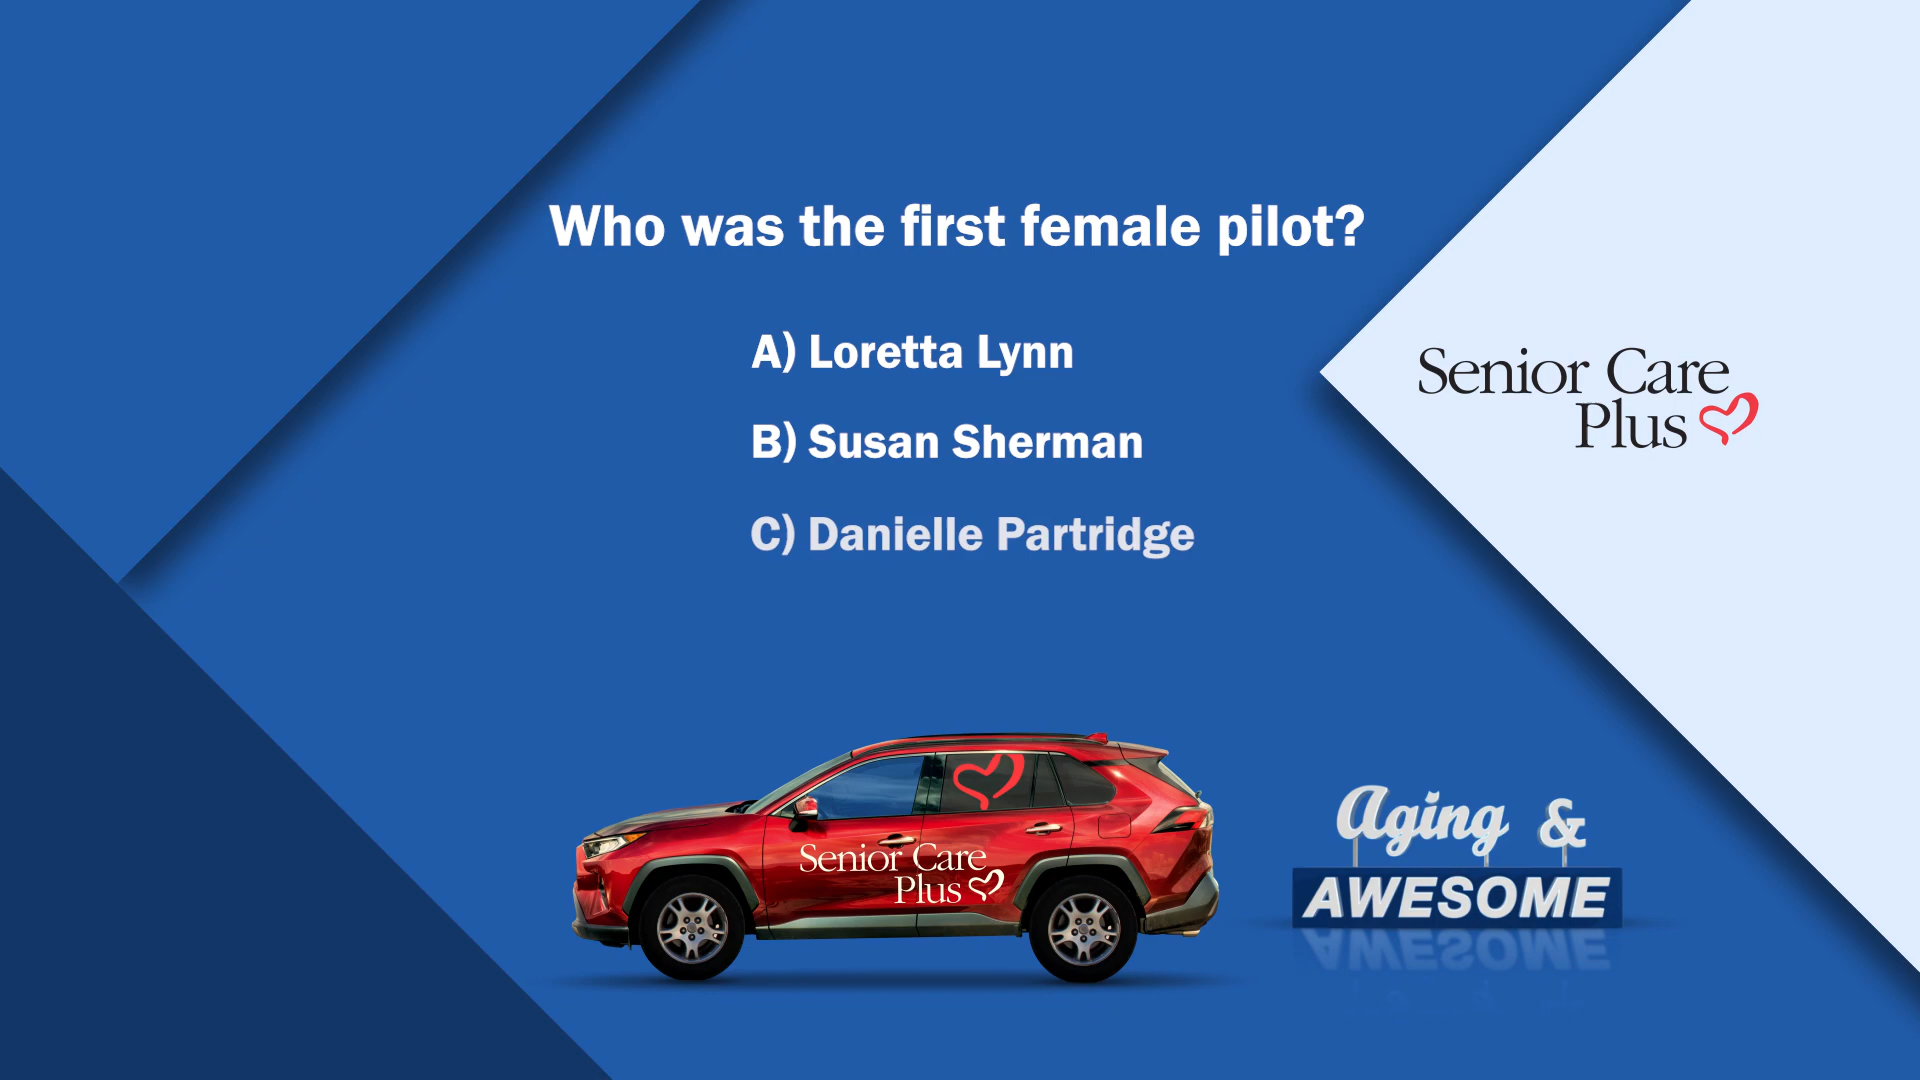 Who was the first female pilot?
A) Loretta Lynn
B) Susan Sherman
C) Danielle Partridge
Senior Care
Plus
Senior Care
Plus
Aging &
AWESOME